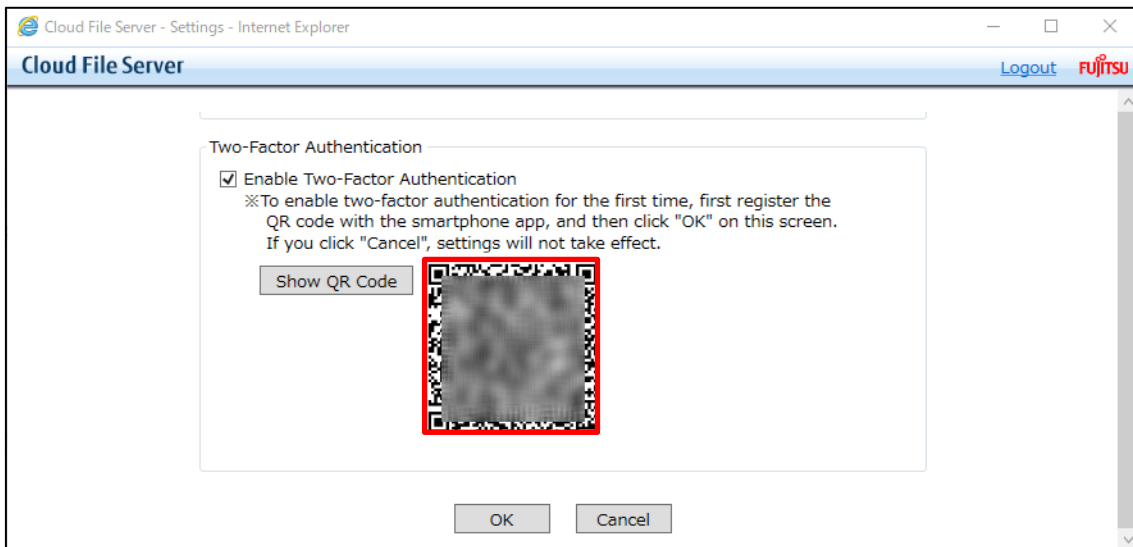 Cloud File Server - Settings - Internet Explorer
Cloud File Server
Logout
FUJITSU
Two-Factor Authentication
Enable Two-Factor Authentication
※To enable two-factor authentication for the first time, first register the
QR code with the smartphone app, and then click "OK" on this screen.
If you click "Cancel", settings will not take effect.
Show QR Code
OK
Cancel